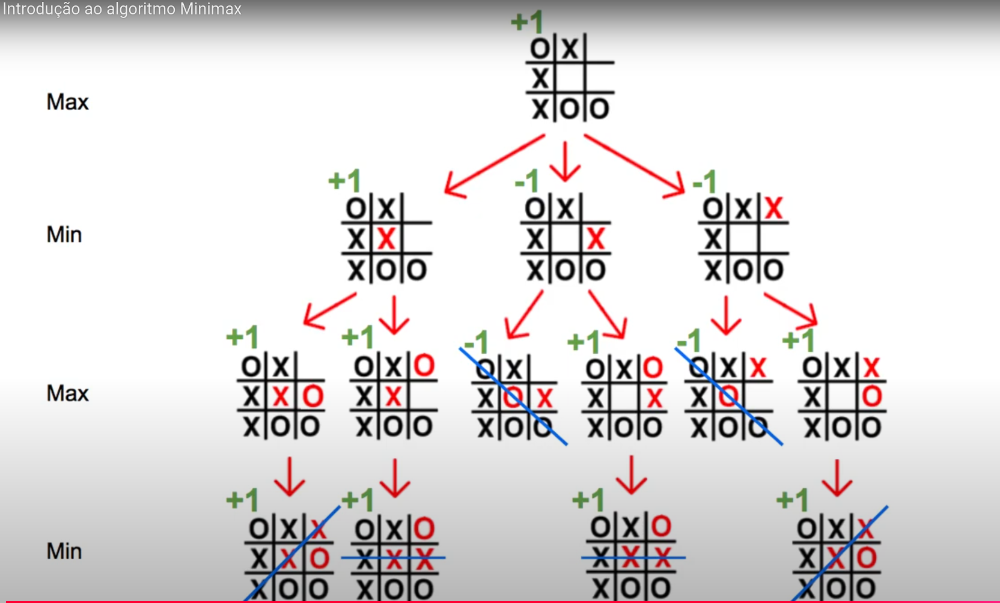 Introdução ao algoritmo Minimax
+1
O X
X
Max
X O O
+1 -1 -1
O X O X O X X
Min
X X X X X
X O O X O O X O O
+1 +1 -1 +1 -1 +1
O X O X O O X O X O O X X O X X
Max
X X O X X X O X X X X O X O
X O O X O O X O O X O O X O O X O O
+1 +1 +1 +1
O X X O X O O X O O X X
Min
X X O X X X X X X X X O
X O O X O O X O O X O O